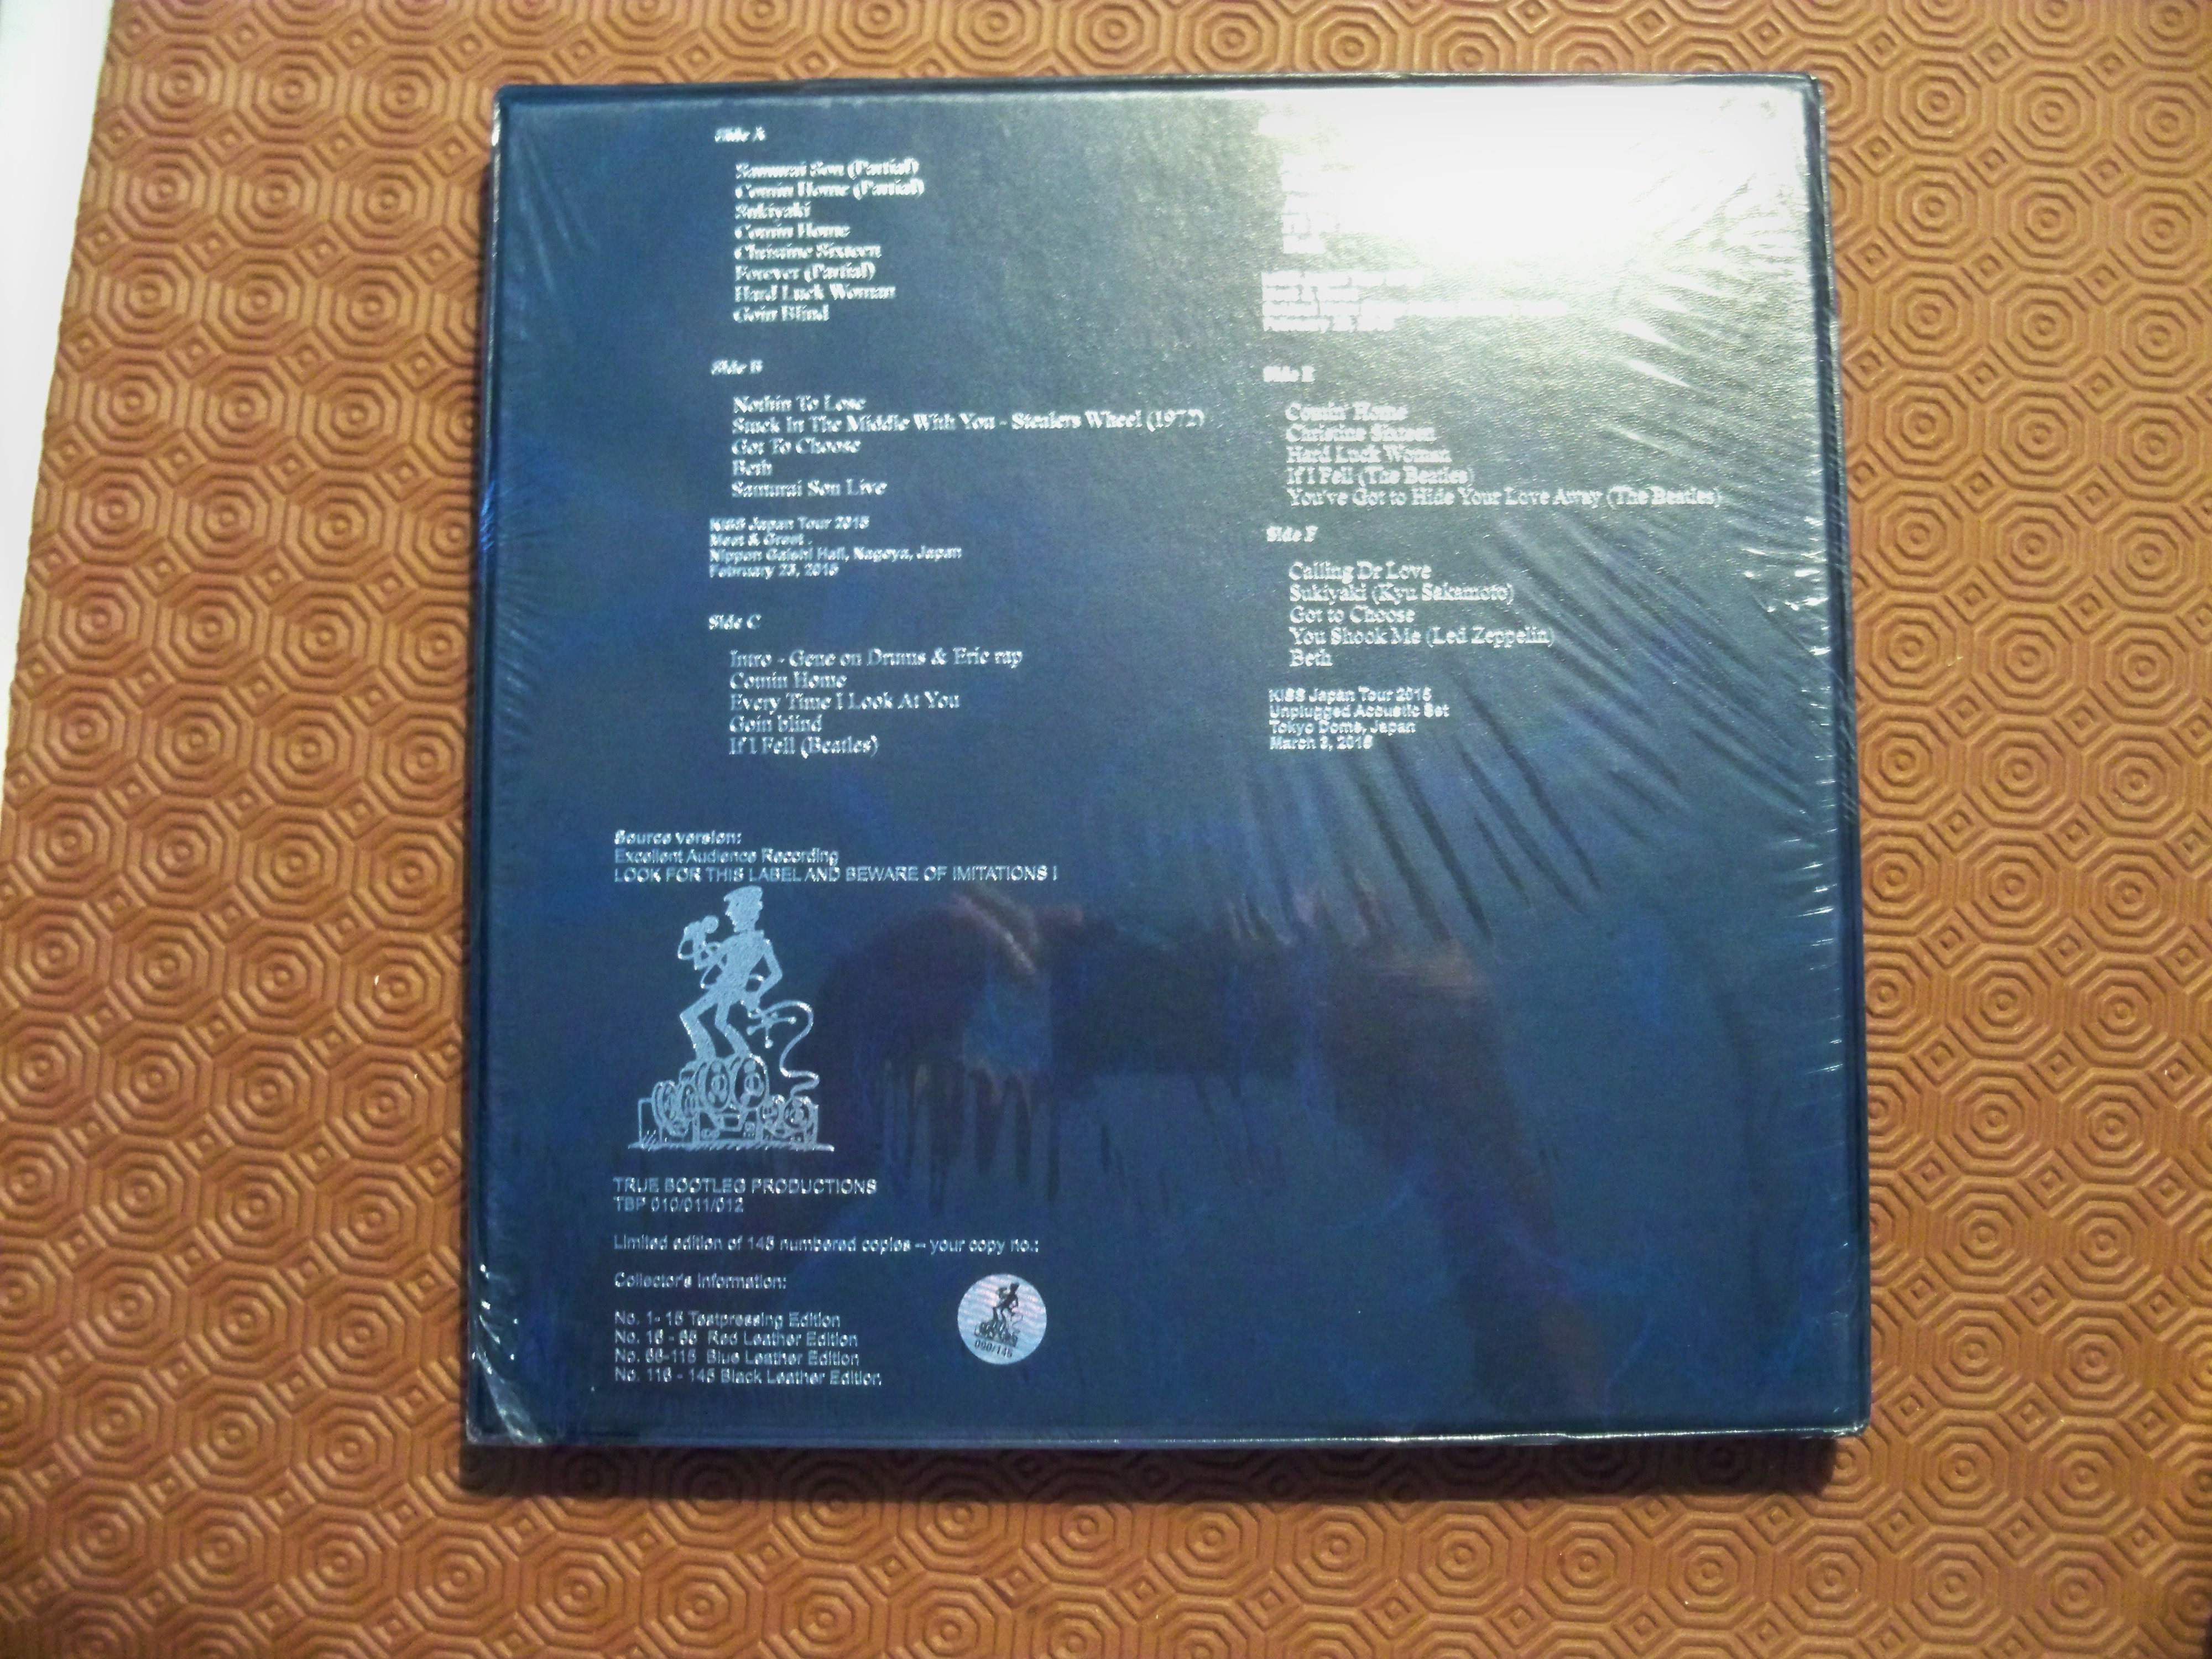 Side A
Samurai Son (Partial)
Comin Home (Partial)
Sukiyaki
Comin Home
Christine Sixteen
Forever (Partial)
Hard Luck Woman
Goin Blind
Side B
Nothin To Lose
Stuck In The Middle With You - Stealers Wheel (1972)
Got To Choose
Beth
Samurai Son Live
KISS Japan Tour 2015
Meet & Greet
Nippon Gaishi Hall, Nagoya, Japan
February 23, 2015
Side C
Intro - Gene on Drums & Eric rap
Comin Home
Every Time I Look At You
Goin blind
If I Fell (Beatles)
Side E
Comin' Home
Christine Sixteen
Hard Luck Woman
If I Fell (The Beatles)
You've Got to Hide Your Love Away (The Beatles)
Side F
Calling Dr Love
Sukiyaki (Kyu Sakamoto)
Got to Choose
You Shook Me (Led Zeppelin)
Beth
KISS Japan Tour 2015
Unplugged Acoustic Set
Tokyo Dome, Japan
March 3, 2015
Source version:
Excellent Audience Recording
LOOK FOR THIS LABEL AND BEWARE OF IMITATIONS !
TRUE BOOTLEG PRODUCTIONS
TBP 010/011/012
Limited edition of 145 numbered copies – your copy no.:
Collector's Information:
No. 1- 15 Testpressing Edition
No. 16 - 65 Red Leather Edition
No. 66-115 Blue Leather Edition
No. 116 - 145 Black Leather Edition
090/145